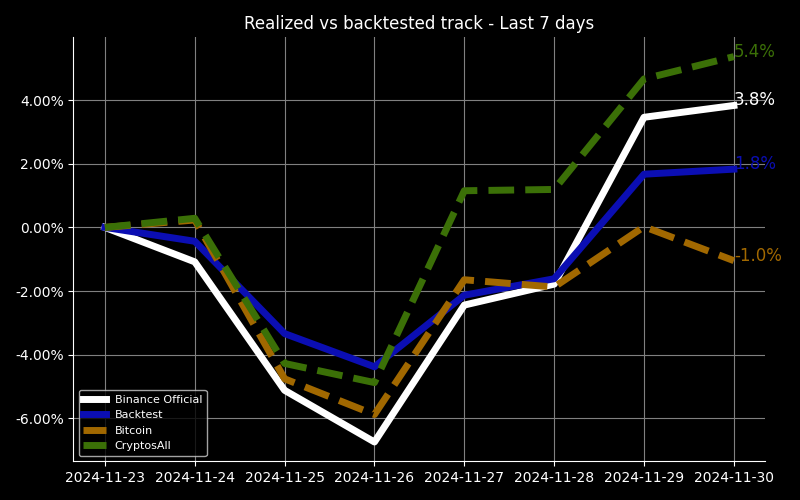 Realized vs backtested track - Last 7 days
5.4%
3.8%
1.8%
-1.0%
4.00%
2.00%
0.00%
-2.00%
-4.00%
-6.00%
Binance Official
Backtest
Bitcoin
CryptosAll
2024-11-23 2024-11-24 2024-11-25 2024-11-26 2024-11-27 2024-11-28 2024-11-29 2024-11-30